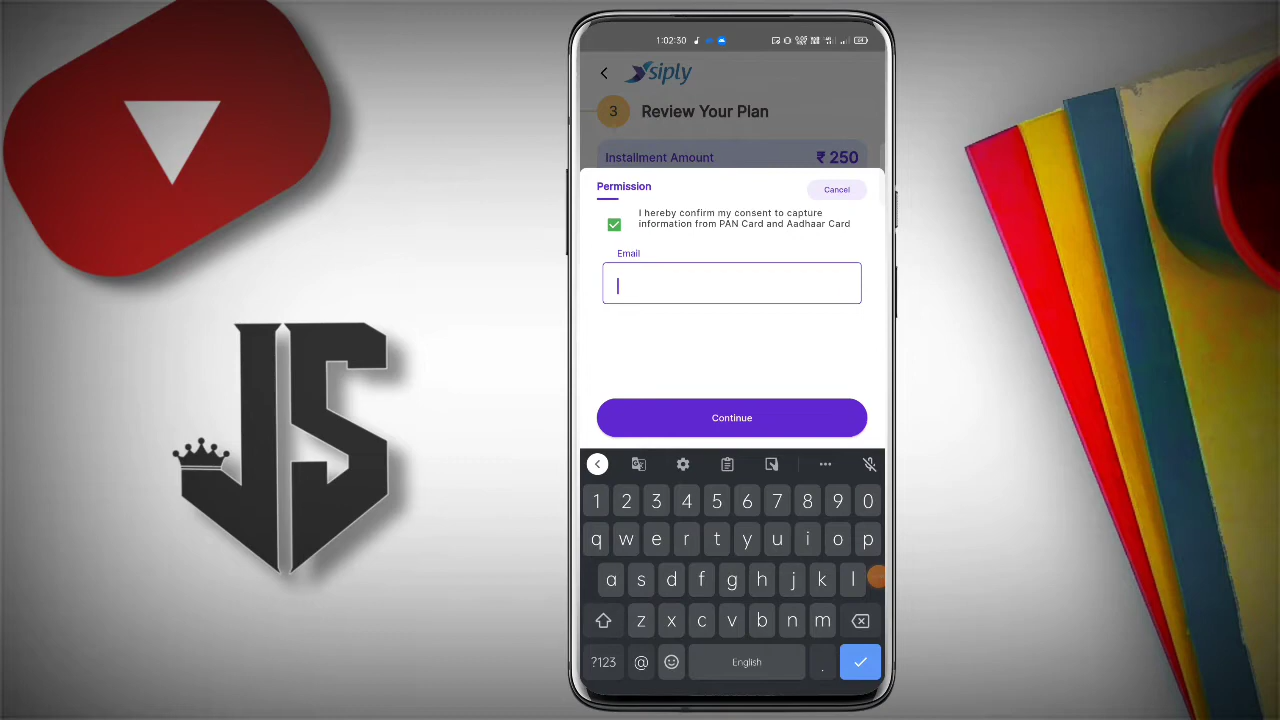 1:02:30
siply
3 Review Your Plan
Installment Amount ₹ 250
Permission Cancel
I hereby confirm my consent to capture
information from PAN Card and Aadhaar Card
Email
Continue
1 2 3 4 5 6 7 8 9 0
q w e r t y u i o p
a s d f g h j k l
z x c v b n m
?123 @ English .
JS